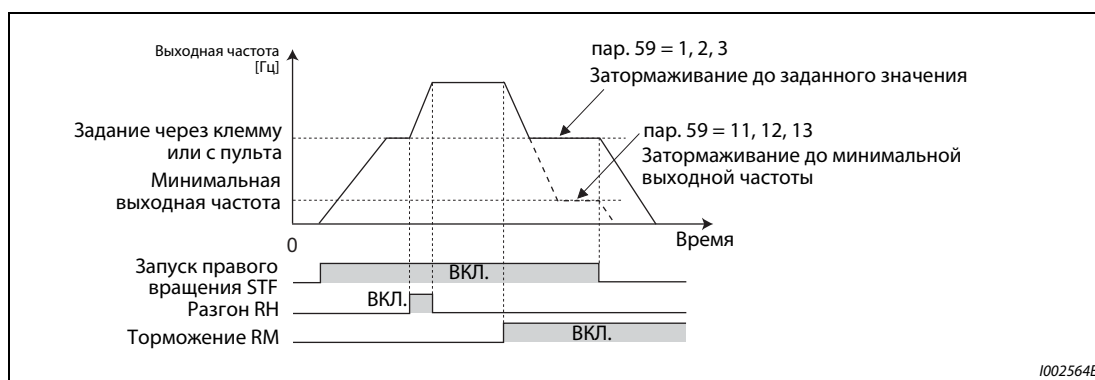 Выходная частота
[Гц]
пар. 59 = 1, 2, 3
Затормаживание до заданного значения
Задание через клемму
или с пульта
пар. 59 = 11, 12, 13
Затормаживание до минимальной
выходной частоты
Минимальная
выходная частота
0
Время
Запуск правого
вращения STF
ВКЛ.
Разгон RH
ВКЛ.
Торможение RM
ВКЛ.
I002564E